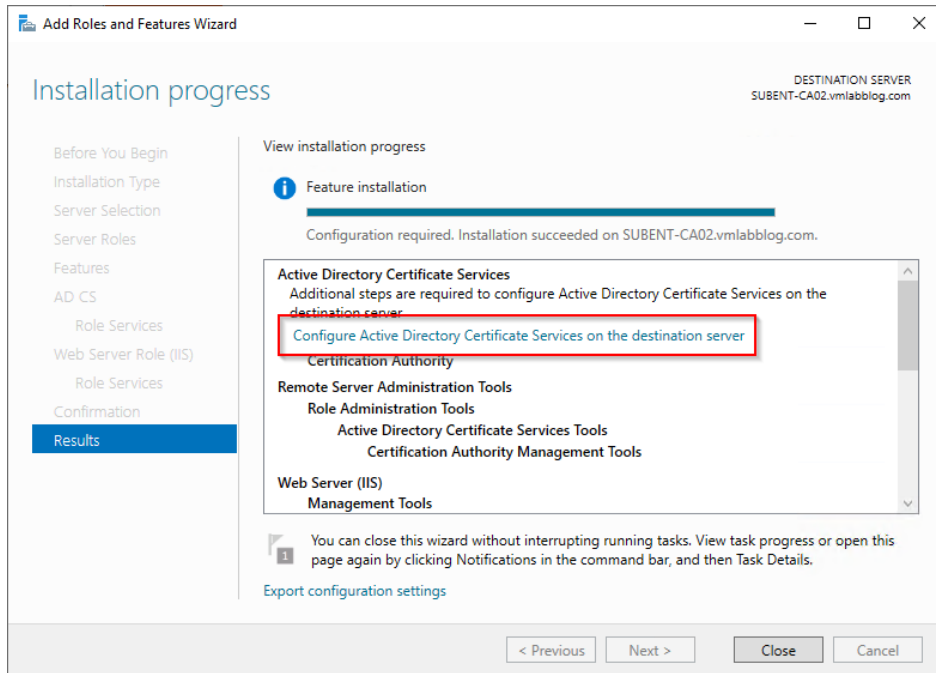 Add Roles and Features Wizard
Installation progress
DESTINATION SERVER
SUBENT-CA02.vmlabblog.com
Before You Begin
Installation Type
Server Selection
Server Roles
Features
AD CS
Role Services
Web Server Role (IIS)
Role Services
Confirmation
Results
View installation progress
Feature installation
Configuration required. Installation succeeded on SUBENT-CA02.vmlabblog.com.
Active Directory Certificate Services
Additional steps are required to configure Active Directory Certificate Services on the
destination server
Configure Active Directory Certificate Services on the destination server
Certification Authority
Remote Server Administration Tools
Role Administration Tools
Active Directory Certificate Services Tools
Certification Authority Management Tools
Web Server (IIS)
Management Tools
1
You can close this wizard without interrupting running tasks. View task progress or open this
page again by clicking Notifications in the command bar, and then Task Details.
Export configuration settings
< Previous
Next >
Close
Cancel